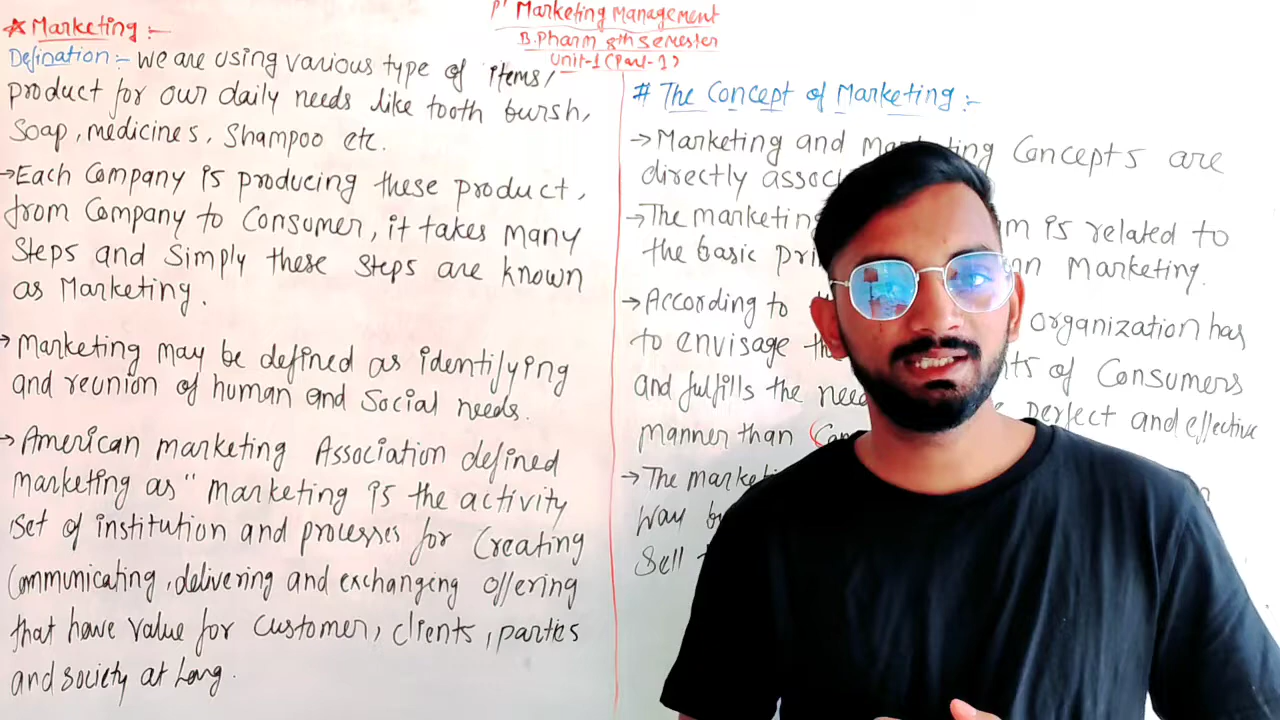 P' Marketing Management
B.Pharm 8th Semester
Unit-1 (Part-1)
Marketing :-
Defination:- We are using various type of items/
product for our daily needs like tooth bursh,
Soap, medicines, Shampoo etc.
→Each Company is producing these product,
from Company to Consumer, it takes many
Steps and Simply these steps are known
as Marketing.
→ Marketing may be defined as identifying
and reunion of human and Social needs.
→ American marketing Association defined
marketing as "marketing is the activity
set of institution and processes for Creating
Communicating, delivering and exchanging offering
that have value for customer, clients, parties
and society at Larg.
# The Concept of Marketing :-
→ Marketing and marketing Concepts are
directly
→ The marketing is related to
the basic Marketing.
→ According to organization has
to envisage
and fulfills the of Consumers
manner than perfect and effective
→ The
way
Sell